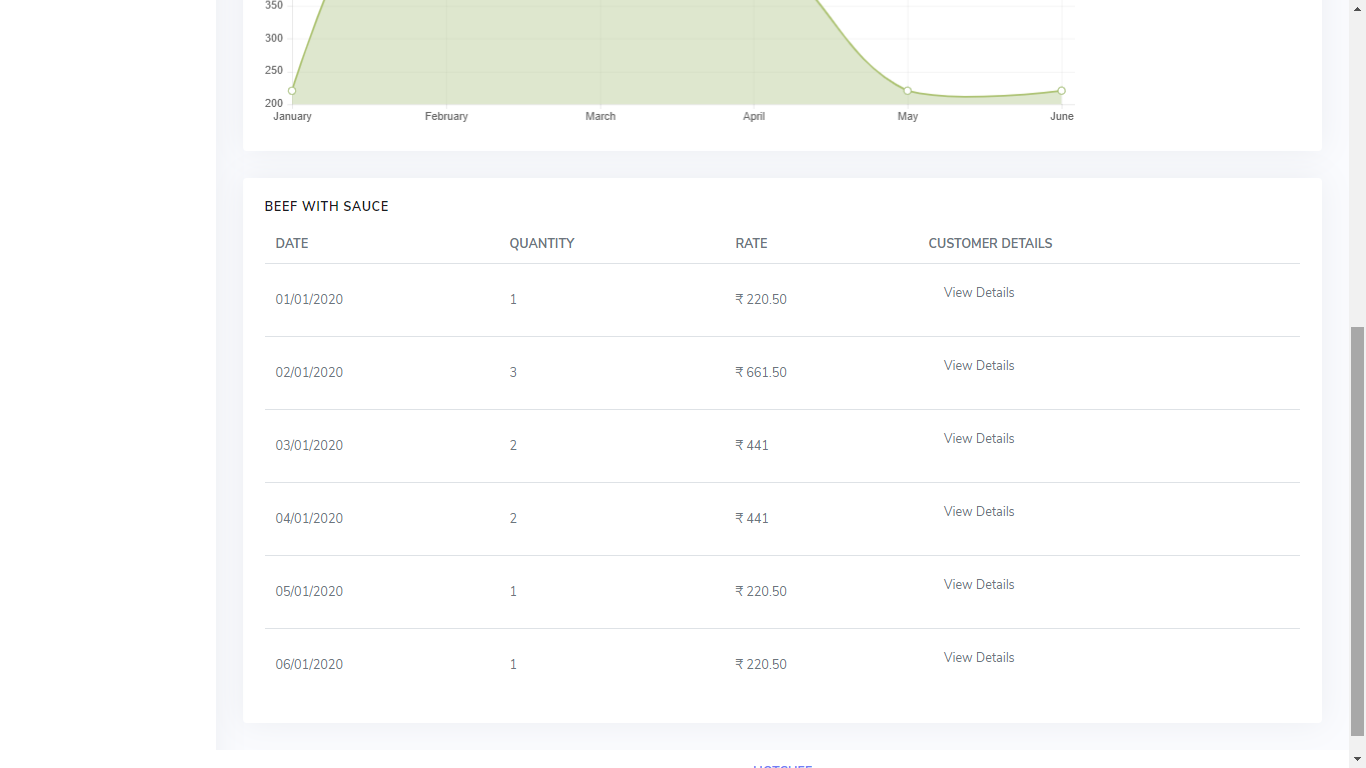 350
300
250
200
January February March April May June
BEEF WITH SAUCE
DATE QUANTITY RATE CUSTOMER DETAILS
01/01/2020 1 ₹ 220.50 View Details
02/01/2020 3 ₹ 661.50 View Details
03/01/2020 2 ₹ 441 View Details
04/01/2020 2 ₹ 441 View Details
05/01/2020 1 ₹ 220.50 View Details
06/01/2020 1 ₹ 220.50 View Details